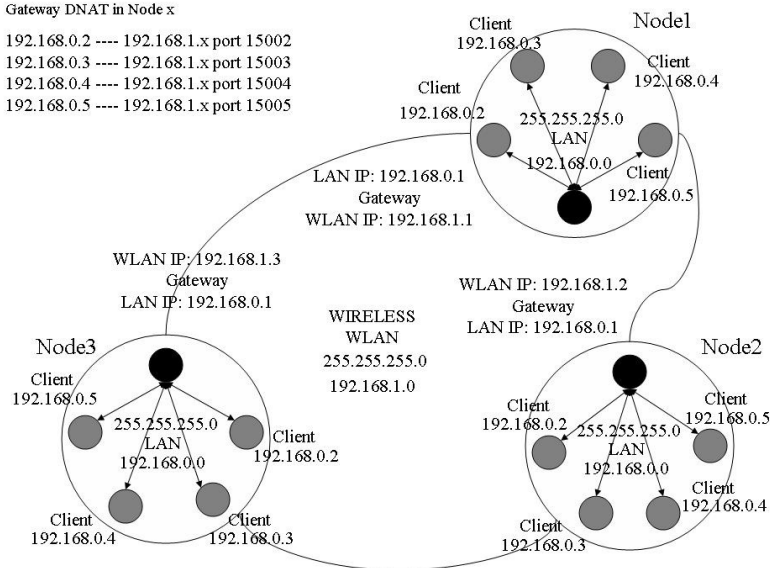 Gateway DNAT in Node x
192.168.0.2 ---- 192.168.1.x port 15002
192.168.0.3 ---- 192.168.1.x port 15003
192.168.0.4 ---- 192.168.1.x port 15004
192.168.0.5 ---- 192.168.1.x port 15005
Node1
Client
192.168.0.3
Client
192.168.0.4
Client
192.168.0.2
255.255.255.0
LAN
192.168.0.0
Client
192.168.0.5
LAN IP: 192.168.0.1
Gateway
WLAN IP: 192.168.1.1
WLAN IP: 192.168.1.3
Gateway
LAN IP: 192.168.0.1
WIRELESS
WLAN
255.255.255.0
192.168.1.0
WLAN IP: 192.168.1.2
Gateway
LAN IP: 192.168.0.1
Node3
Client
192.168.0.5
255.255.255.0
LAN
192.168.0.0
Client
192.168.0.2
Client
192.168.0.4
Client
192.168.0.3
Node2
Client
192.168.0.2
Client
192.168.0.5
255.255.255.0
LAN
192.168.0.0
Client
192.168.0.4
Client
192.168.0.3